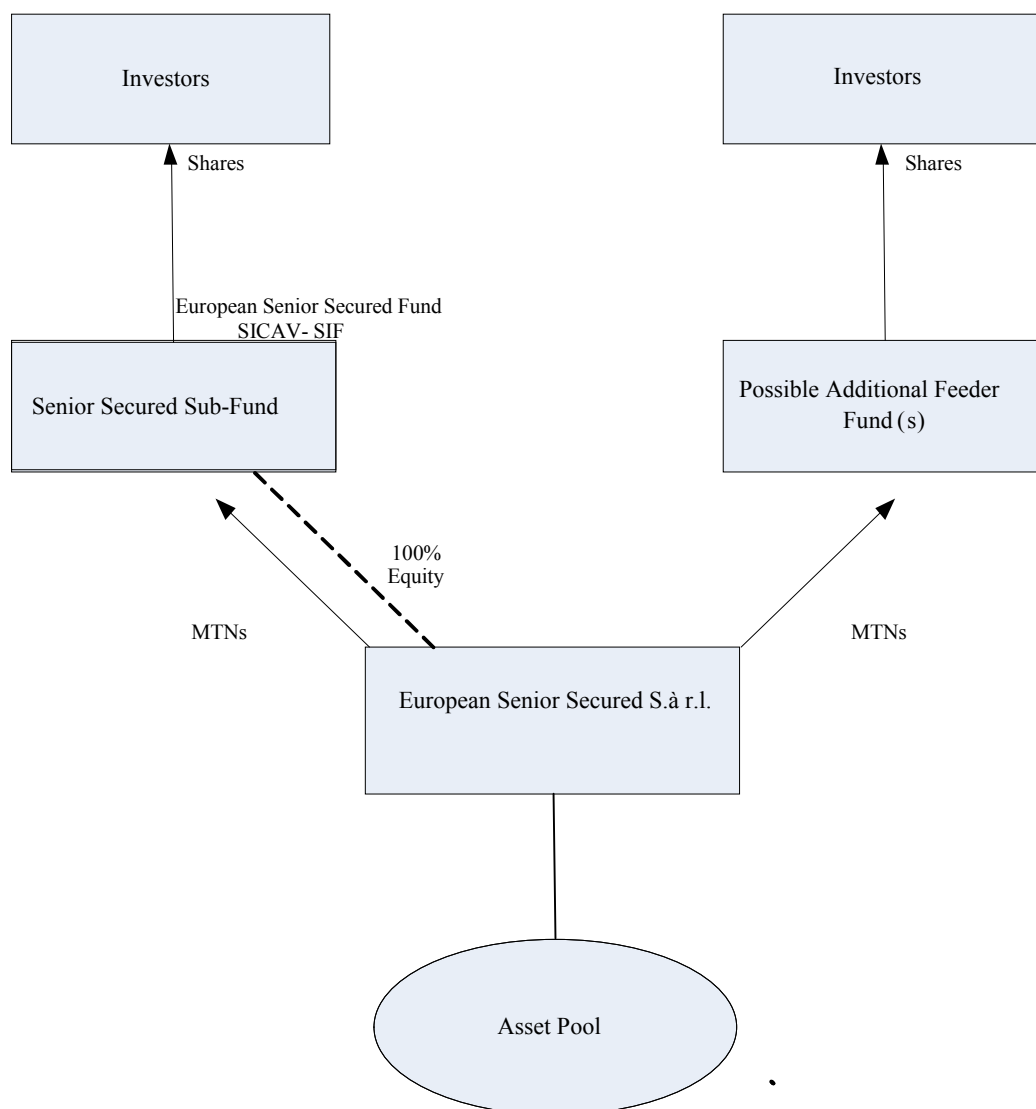 Investors
Investors
Shares
Shares
European Senior Secured Fund
SICAV- SIF
Senior Secured Sub-Fund
Possible Additional Feeder
Fund (s)
100%
Equity
MTNs
MTNs
European Senior Secured S.à r.l.
Asset Pool